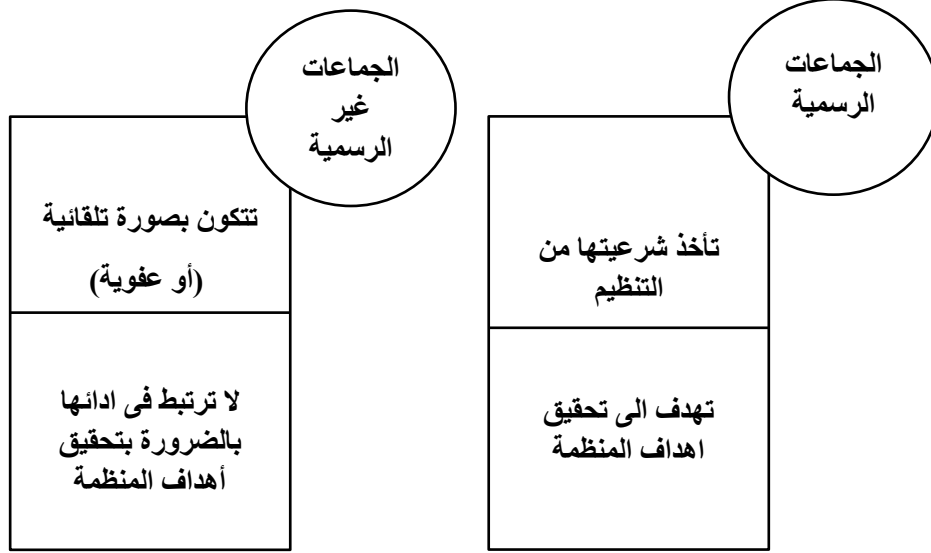 الجماعات
الرسمية
تأخذ شرعيتها من
التنظيم
تهدف الى تحقيق
اهداف المنظمة
الجماعات
غير
الرسمية
تتكون بصورة تلقائية
(أو عفوية)
لا ترتبط فى ادائها
بالضرورة بتحقيق
أهداف المنظمة